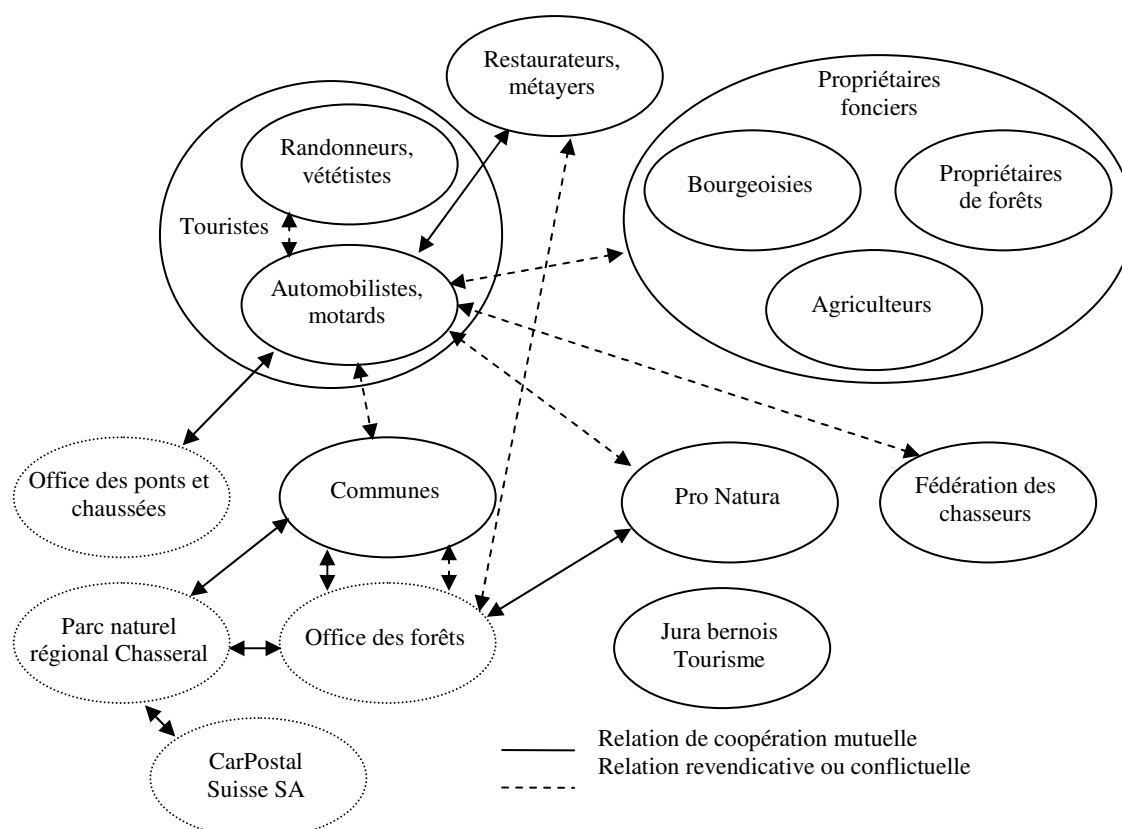 Restaurateurs,
métayers
Propriétaires
fonciers
Randonneurs,
vététistes
Bourgeoisies
Propriétaires
de forêts
Touristes
Automobilistes,
motards
Agriculteurs
Office des ponts et
chaussées
Communes
Pro Natura
Fédération des
chasseurs
Parc naturel
régional Chasseral
Office des forêts
Jura bernois
Tourisme
CarPostal
Suisse SA
Relation de coopération mutuelle
Relation revendicative ou conflictuelle